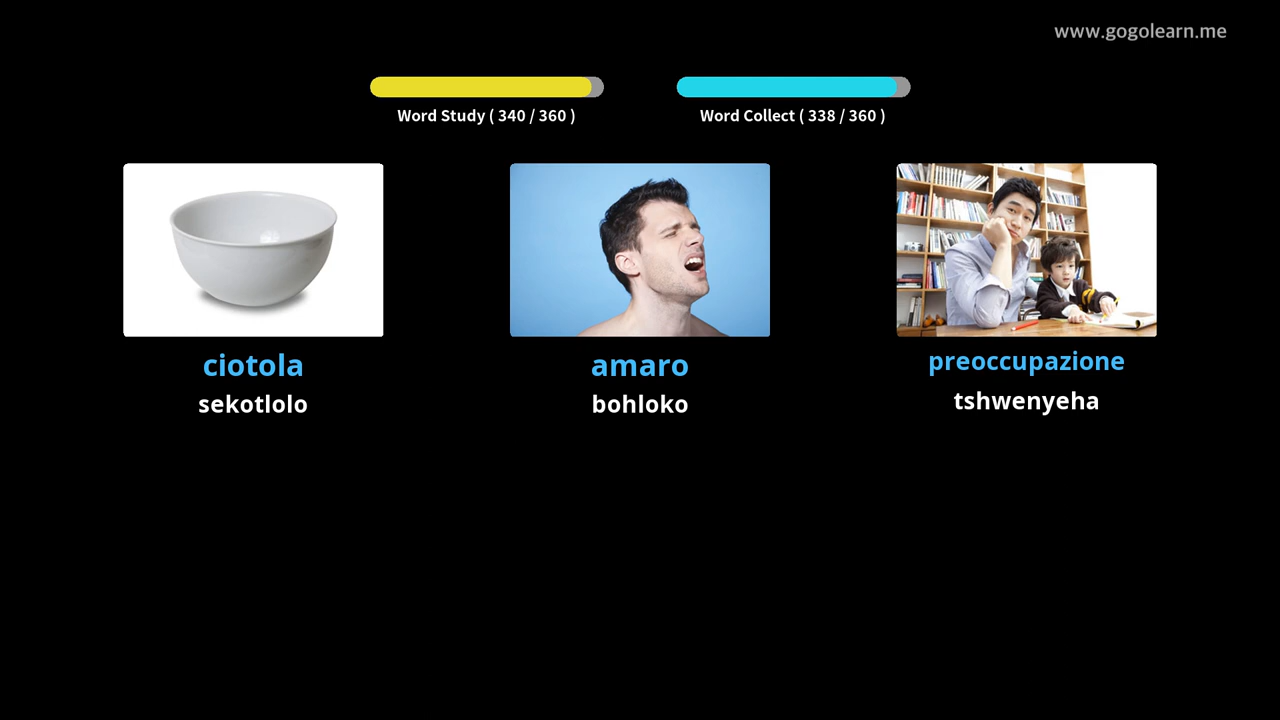 www.gogolearn.me
Word Study ( 340 / 360 )
Word Collect ( 338 / 360 )
ciotola
sekotlolo
amaro
bohloko
preoccupazione
tshwenyeha